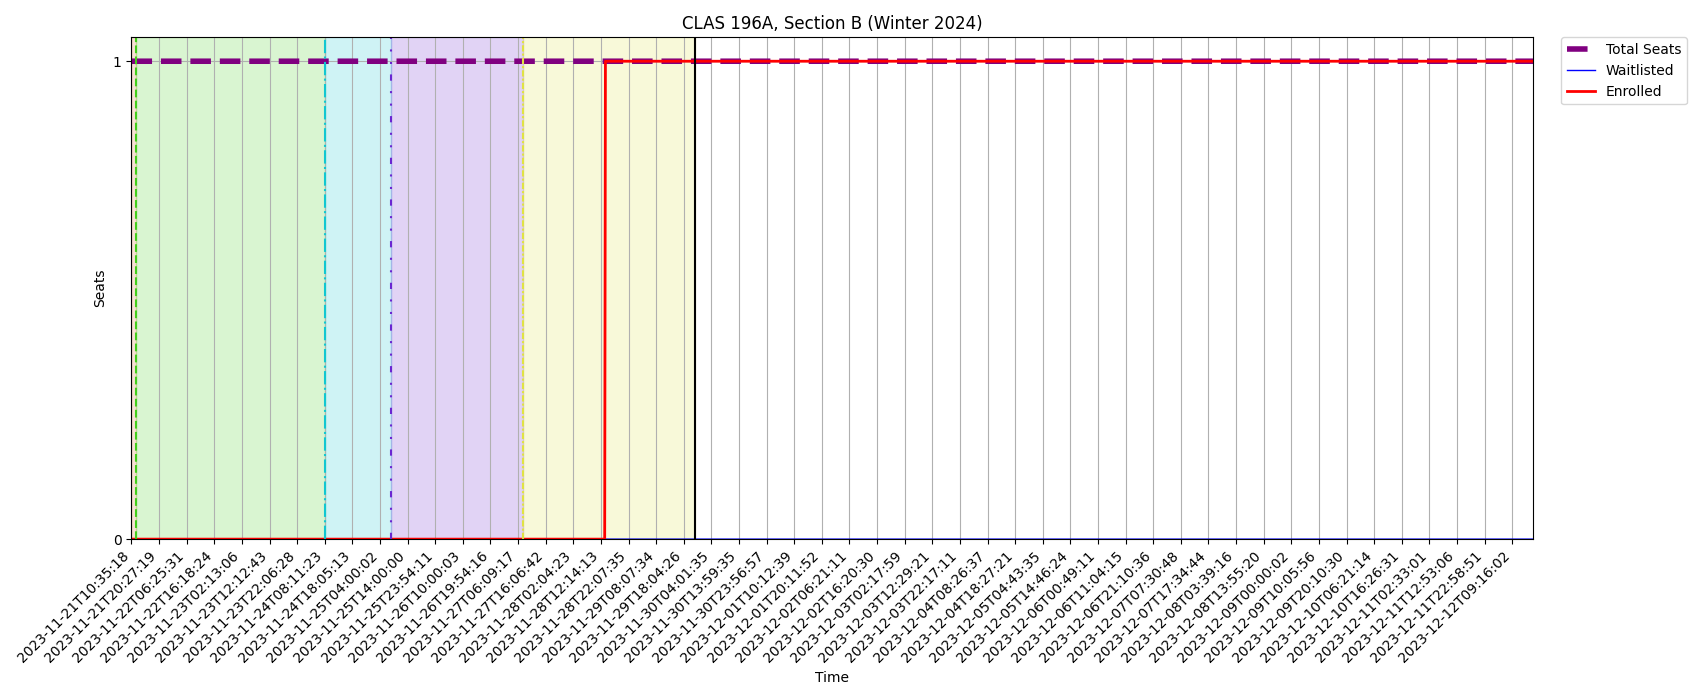 CLAS 196A, Section B (Winter 2024)
Total Seats
Waitlisted
Enrolled
Seats
1
0
2023-11-21T10:35:18
2023-11-21T20:27:19
2023-11-22T06:25:31
2023-11-22T16:18:24
2023-11-23T02:13:06
2023-11-23T12:12:43
2023-11-23T22:06:28
2023-11-24T08:11:23
2023-11-24T18:05:13
2023-11-25T04:00:02
2023-11-25T14:00:00
2023-11-25T23:54:11
2023-11-26T10:00:03
2023-11-26T19:54:16
2023-11-27T06:09:17
2023-11-27T16:06:42
2023-11-28T02:04:23
2023-11-28T12:14:13
2023-11-28T22:07:35
2023-11-29T08:07:34
2023-11-29T18:04:26
2023-11-30T04:01:35
2023-11-30T13:59:35
2023-11-30T23:56:57
2023-12-01T10:12:39
2023-12-01T20:11:52
2023-12-02T06:21:11
2023-12-02T16:20:30
2023-12-03T02:17:59
2023-12-03T12:29:21
2023-12-03T22:17:11
2023-12-04T08:26:37
2023-12-04T18:27:21
2023-12-05T04:43:35
2023-12-05T14:46:24
2023-12-06T00:49:11
2023-12-06T11:04:15
2023-12-06T21:10:36
2023-12-07T07:30:48
2023-12-07T17:34:44
2023-12-08T03:39:16
2023-12-08T13:55:20
2023-12-09T00:00:02
2023-12-09T10:05:56
2023-12-09T20:10:30
2023-12-10T06:21:14
2023-12-10T16:26:31
2023-12-11T02:33:01
2023-12-11T12:53:06
2023-12-11T22:58:51
2023-12-12T09:16:02
Time